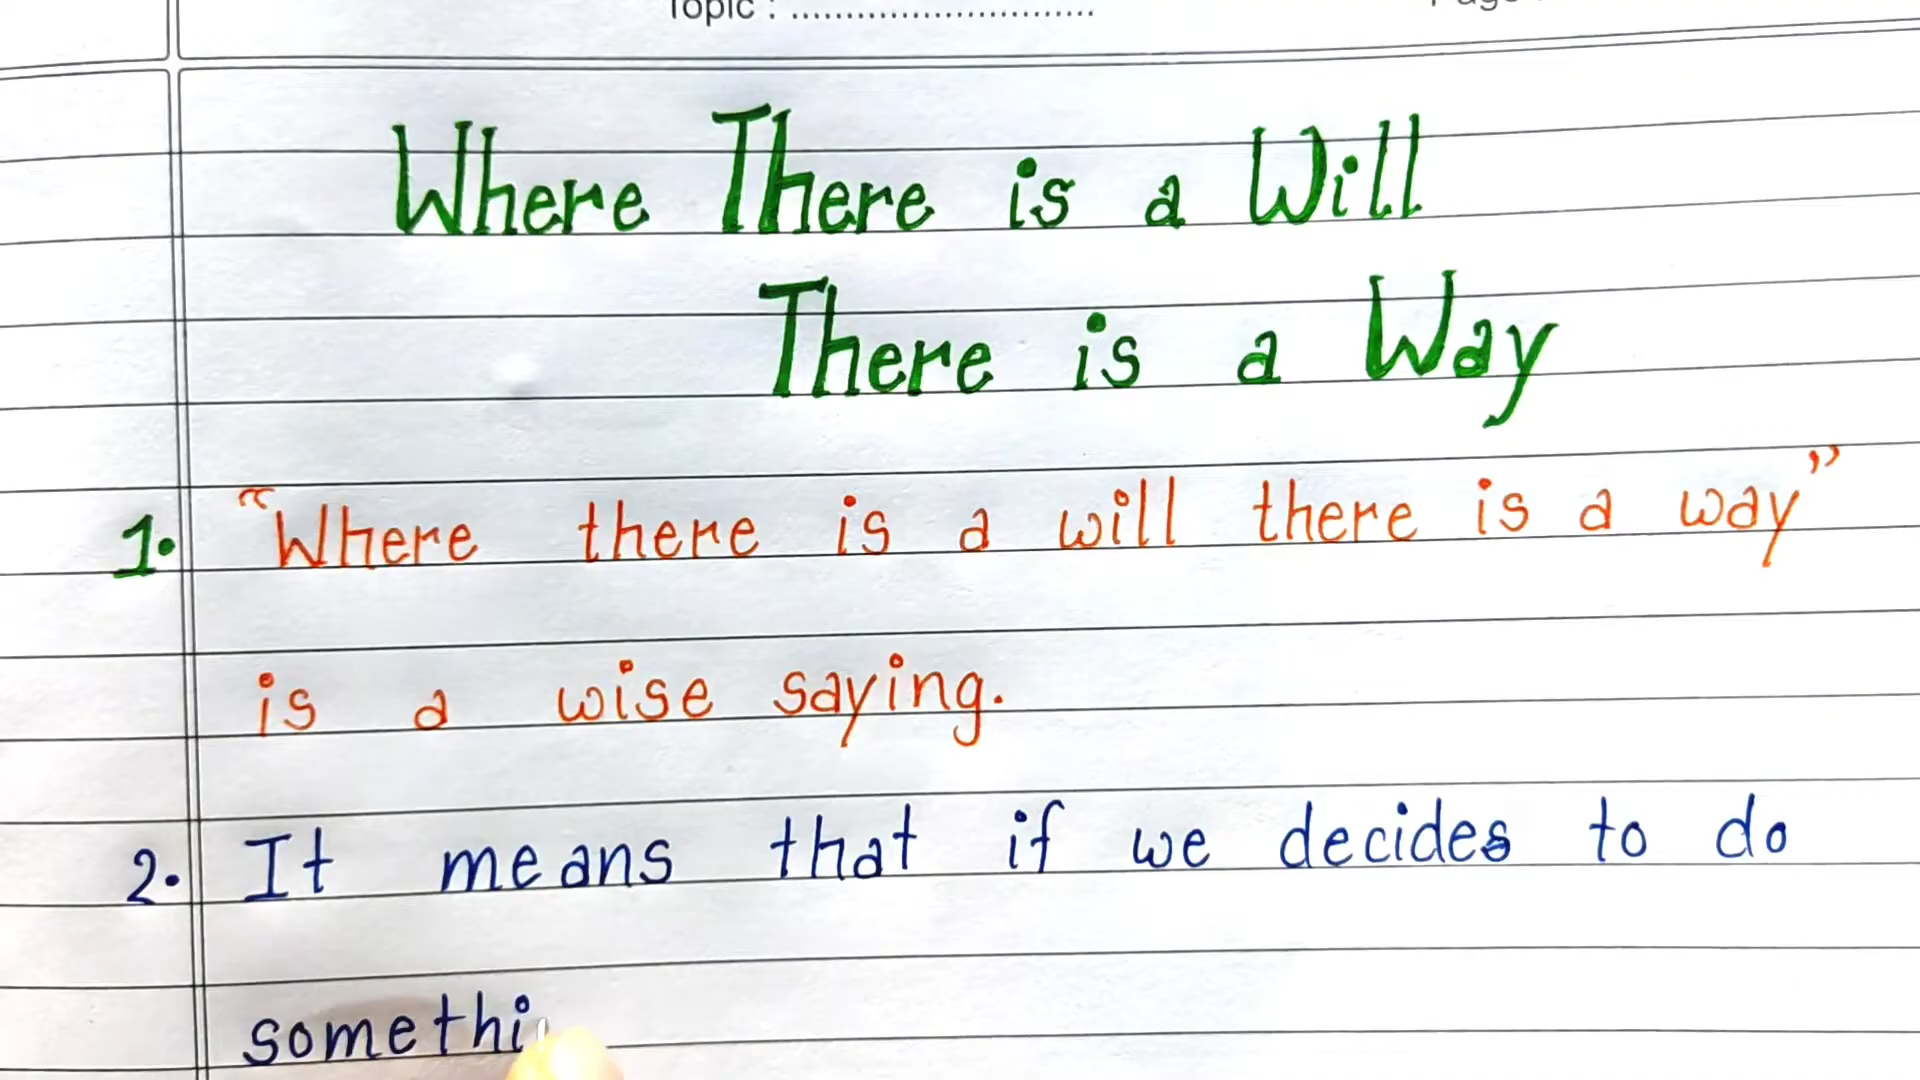 Topic : ..............................
Where There is a Will
There is a Way
1. "Where there is a will there is a way"
is a wise saying.
2. It means that if we decides to do
somethi